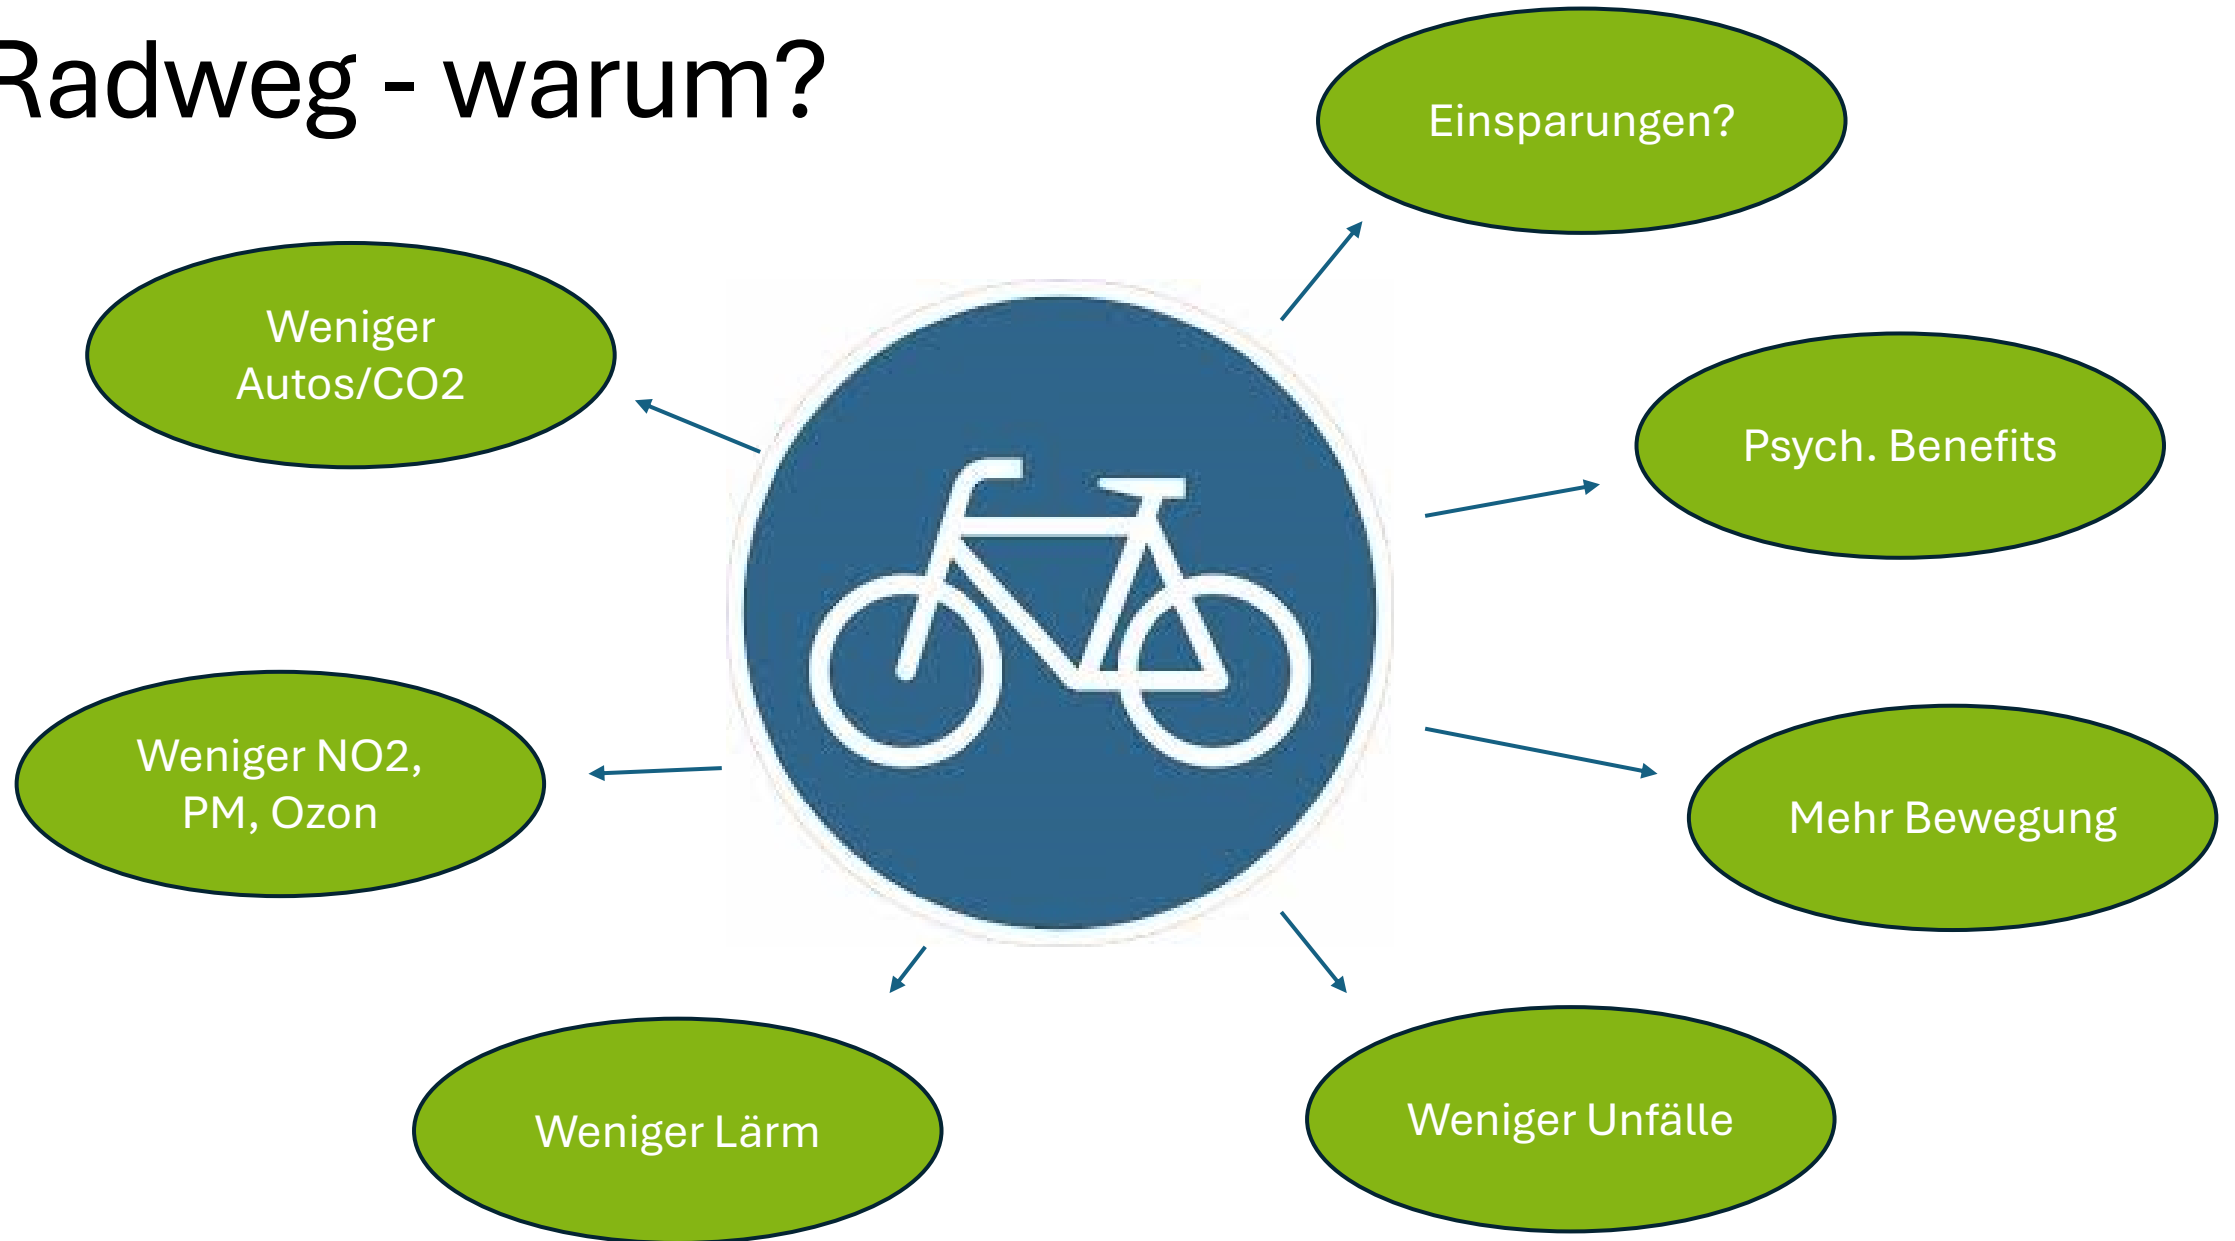 Radweg - warum?
Einsparungen?
Weniger
Autos/CO2
Psych. Benefits
Weniger NO2,
PM, Ozon
Mehr Bewegung
Weniger Lärm
Weniger Unfälle